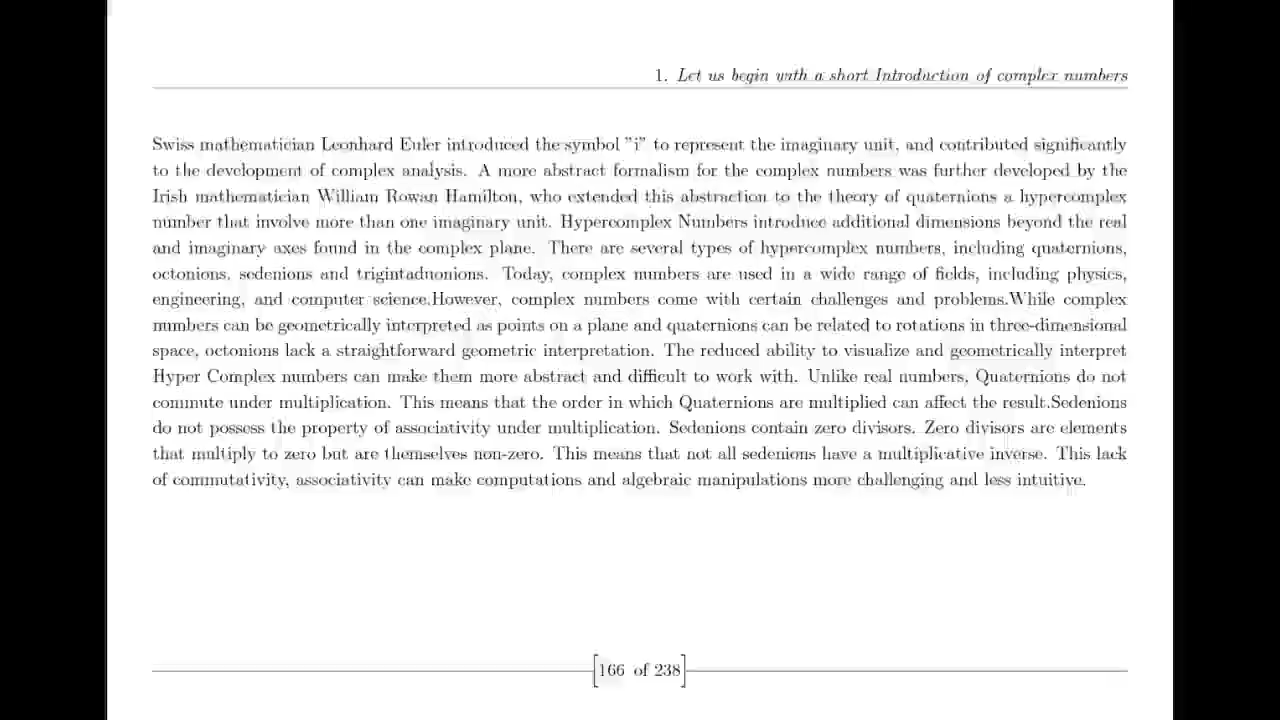 1. Let us begin with a short Introduction of complex numbers
Swiss mathematician Leonhard Euler introduced the symbol "i" to represent the imaginary unit, and contributed significantly
to the development of complex analysis. A more abstract formalism for the complex numbers was further developed by the
Irish mathematician William Rowan Hamilton, who extended this abstraction to the theory of quaternions a hypercomplex
number that involve more than one imaginary unit. Hypercomplex Numbers introduce additional dimensions beyond the real
and imaginary axes found in the complex plane. There are several types of hypercomplex numbers, including quaternions,
octonions, sedenions and trigintaduonions. Today, complex numbers are used in a wide range of fields, including physics,
engineering, and computer science.However, complex numbers come with certain challenges and problems.While complex
numbers can be geometrically interpreted as points on a plane and quaternions can be related to rotations in three-dimensional
space, octonions lack a straightforward geometric interpretation. The reduced ability to visualize and geometrically interpret
Hyper Complex numbers can make them more abstract and difficult to work with. Unlike real numbers, Quaternions do not
commute under multiplication. This means that the order in which Quaternions are multiplied can affect the result.Sedenions
do not possess the property of associativity under multiplication. Sedenions contain zero divisors. Zero divisors are elements
that multiply to zero but are themselves non-zero. This means that not all sedenions have a multiplicative inverse. This lack
of commutativity, associativity can make computations and algebraic manipulations more challenging and less intuitive.
[166 of 238]